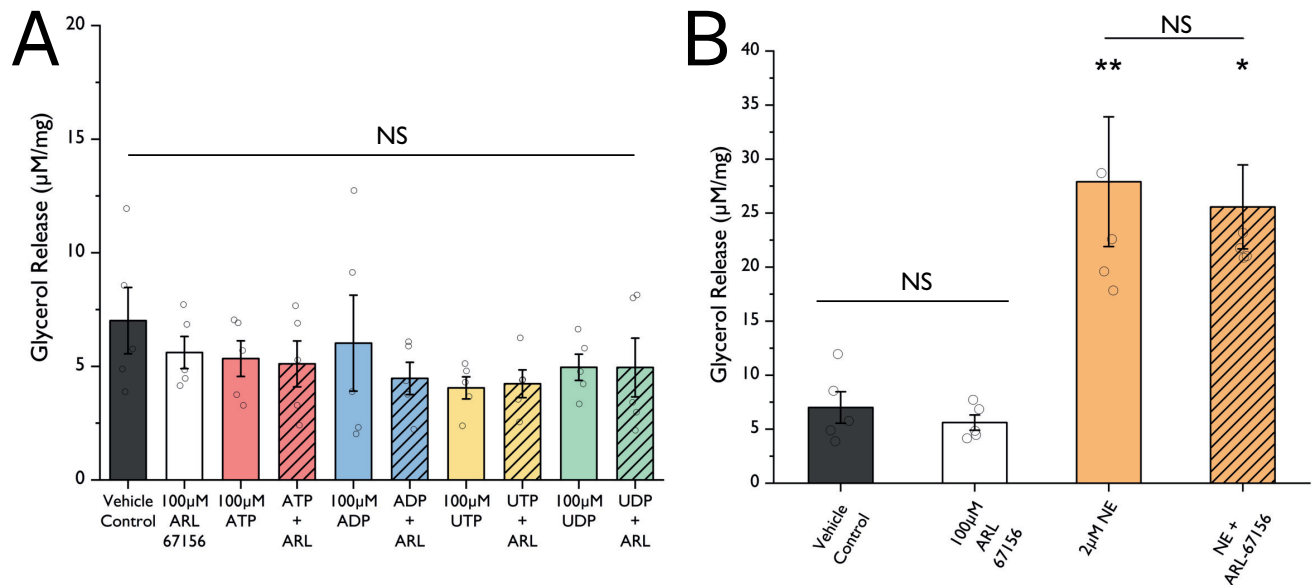 A
Glycerol Release (µM/mg)
20
15
10
5
0
NS
Vehicle
Control
100µM
ARL
67156
100µM
ATP
ATP
+
ARL
100µM
ADP
ADP
+
ARL
100µM
UTP
UTP
+
ARL
100µM
UDP
UDP
+
ARL
B
Glycerol Release (µM/mg)
40
35
30
25
20
15
10
5
0
NS
NS
**
*
Vehicle
Control
100µM
ARL
67156
2µM NE
NE +
ARL-67156